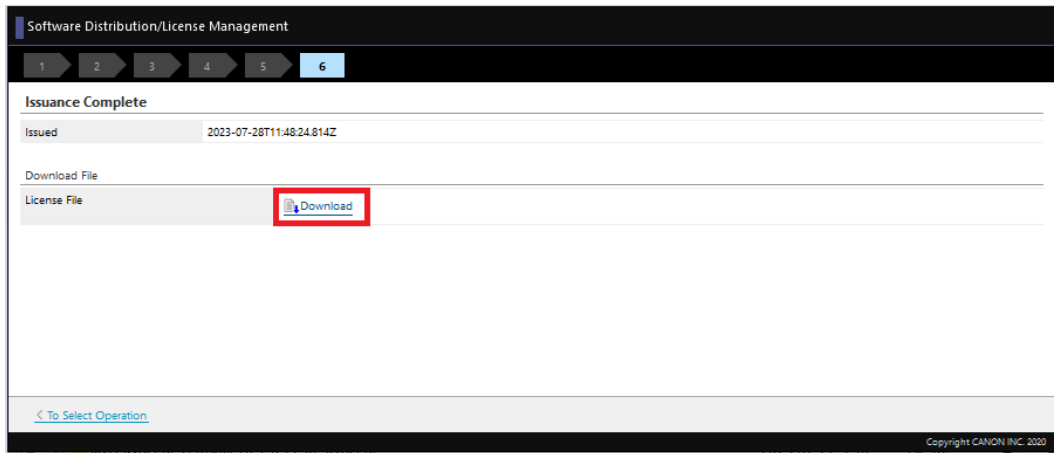 Software Distribution/License Management
1 2 3 4 5 6
Issuance Complete
Issued 2023-07-28T11:48:24.814Z
Download File
License File Download
< To Select Operation
Copyright CANON INC. 2020